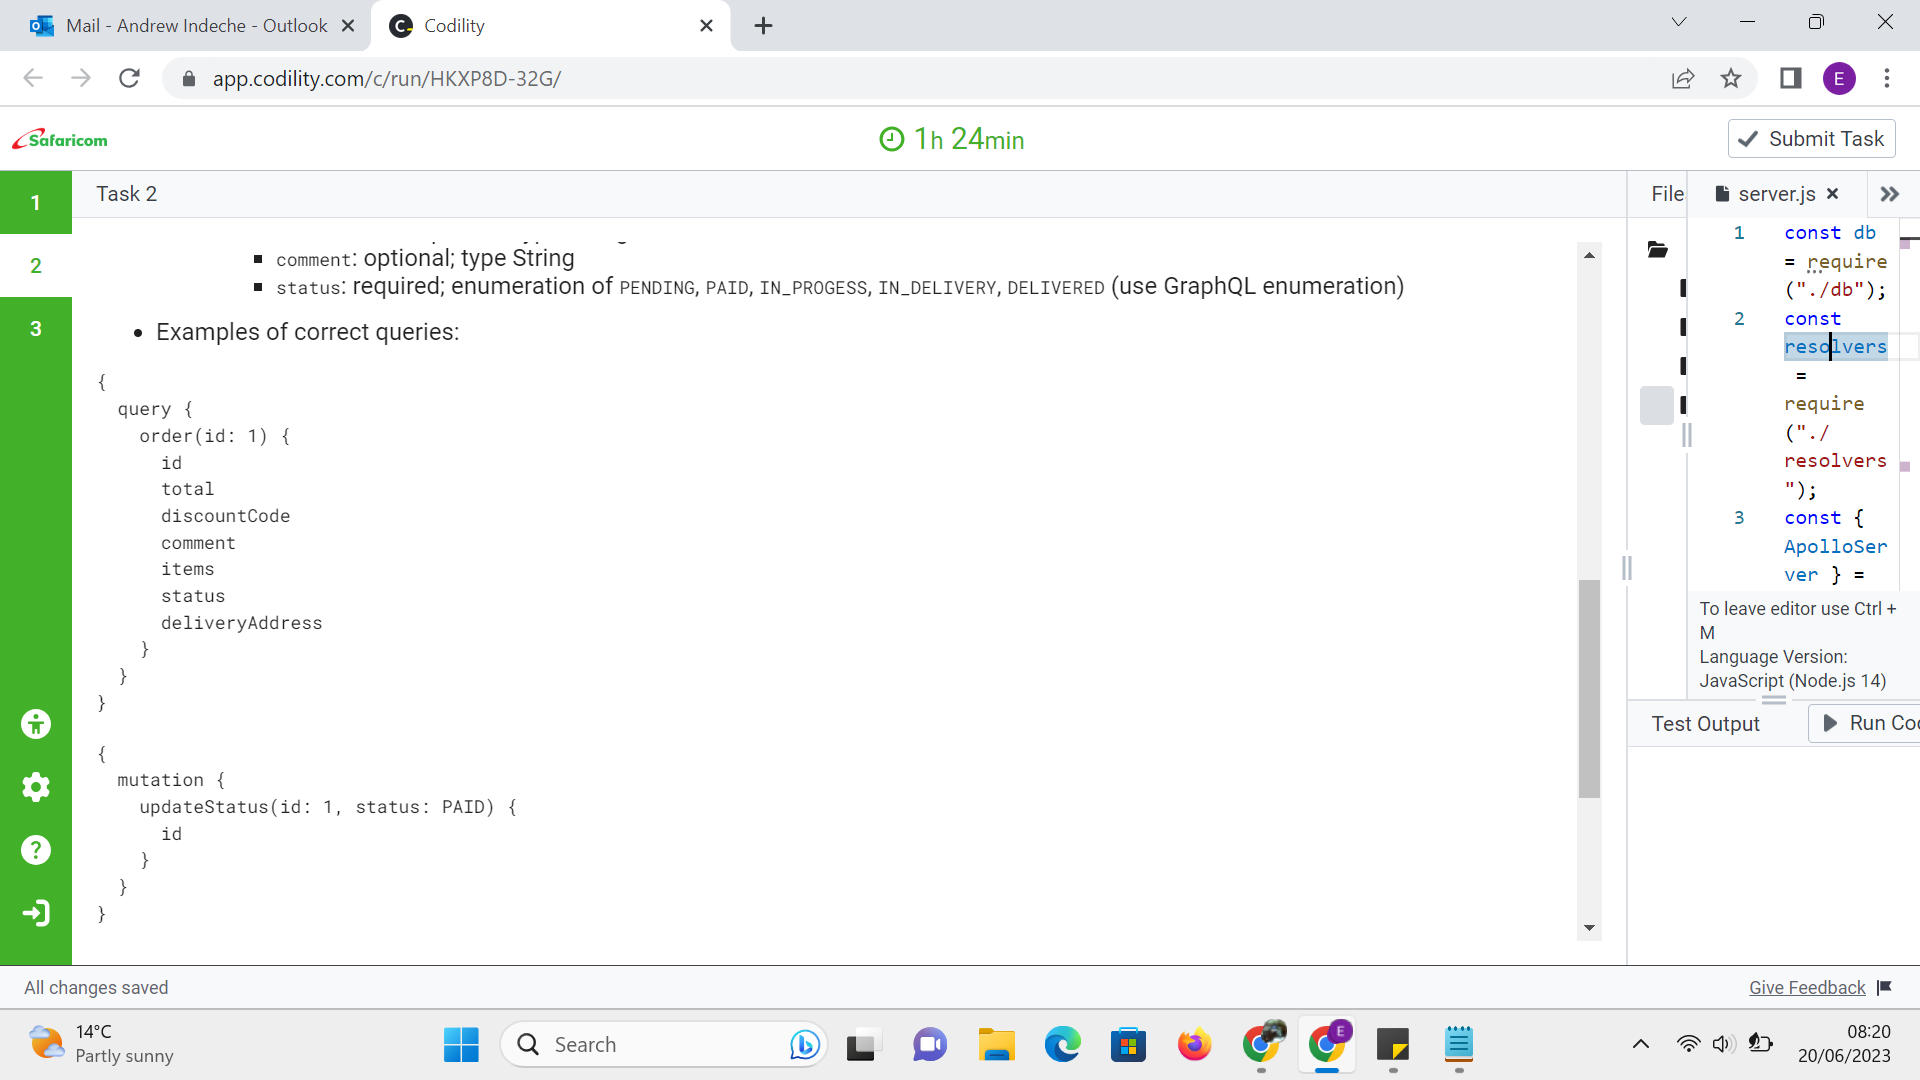 Mail - Andrew Indeche - Outlook
Codility
app.codility.com/c/run/HKXP8D-32G/
E
Safaricom
1h 24min
Submit Task
1
2
3
Task 2
File
server.js
comment: optional; type String
status: required; enumeration of PENDING, PAID, IN_PROGESS, IN_DELIVERY, DELIVERED (use GraphQL enumeration)
Examples of correct queries:
{
query {
order(id: 1) {
id
total
discountCode
comment
items
status
deliveryAddress
}
}
}
{
mutation {
updateStatus(id: 1, status: PAID) {
id
}
}
}
1 const db
= require
("./db");
2 const
resolvers
=
require
("./
resolvers
");
3 const {
ApolloSer
ver } =
To leave editor use Ctrl +
M
Language Version:
JavaScript (Node.js 14)
Test Output
Run Coo
All changes saved
Give Feedback
14°C
Partly sunny
Search
E
08:20
20/06/2023